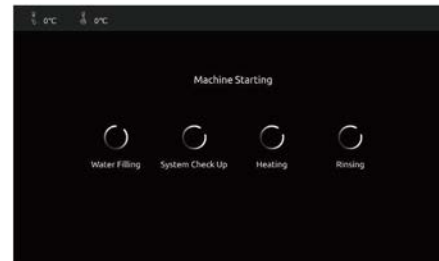 0℃ 0℃
Machine Starting
Water Filling System Check Up Heating Rinsing